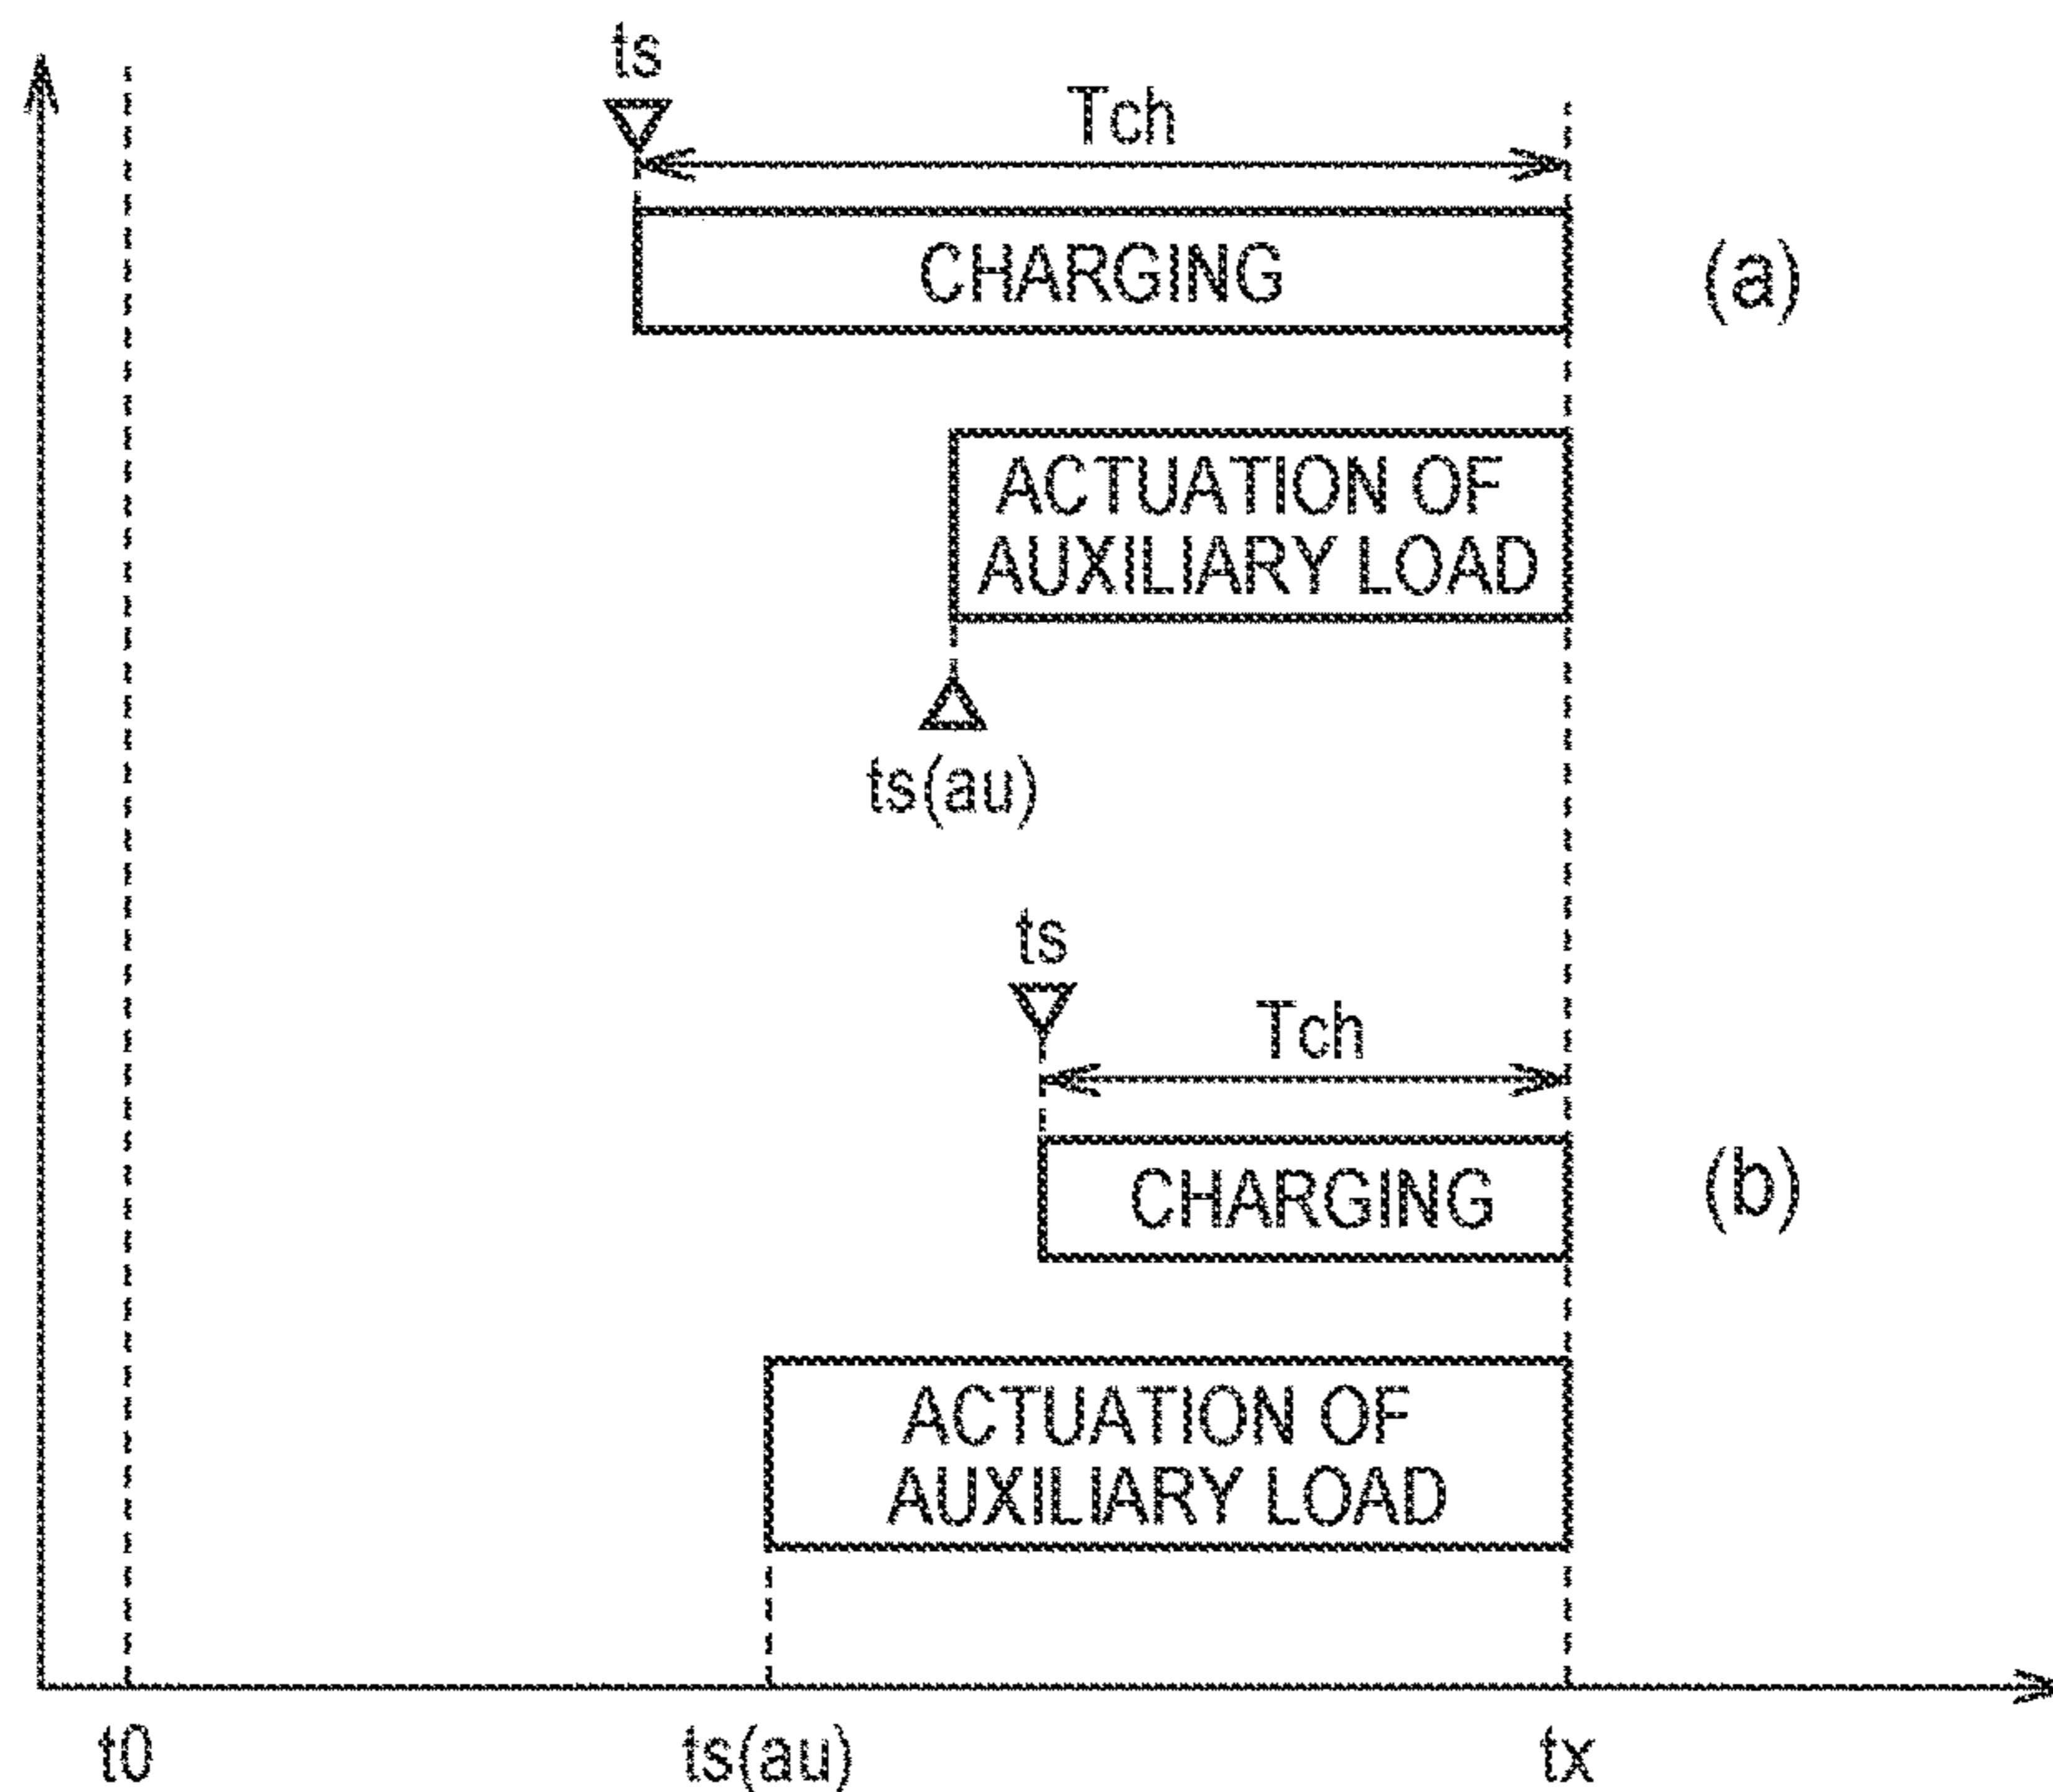 ts
Tch
CHARGING
(a)
ACTUATION OF
AUXILIARY LOAD
ts(au)
ts
Tch
CHARGING
(b)
ACTUATION OF
AUXILIARY LOAD
t0
ts(au)
tx